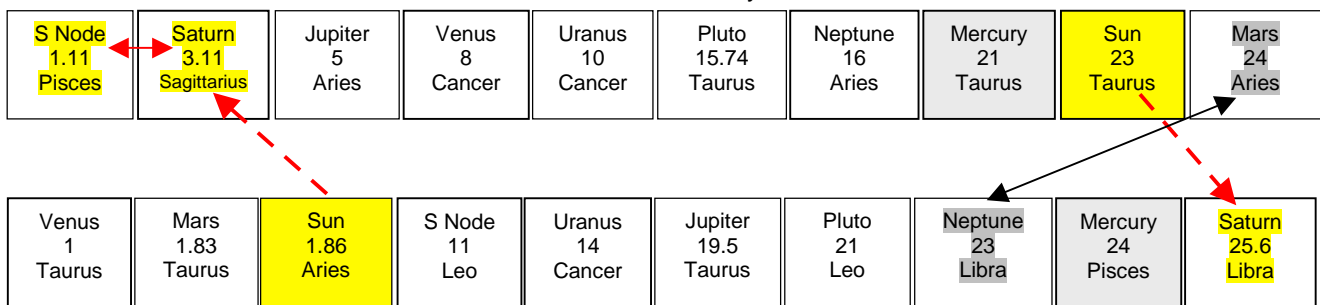 S Node
1.11
Pisces
Saturn
3.11
Sagittarius
Jupiter
5
Aries
Venus
8
Cancer
Uranus
10
Cancer
Pluto
15.74
Taurus
Neptune
16
Aries
Mercury
21
Taurus
Sun
23
Taurus
Mars
24
Aries
Venus
1
Taurus
Mars
1.83
Taurus
Sun
1.86
Aries
S Node
11
Leo
Uranus
14
Cancer
Jupiter
19.5
Taurus
Pluto
21
Leo
Neptune
23
Libra
Mercury
24
Pisces
Saturn
25.6
Libra